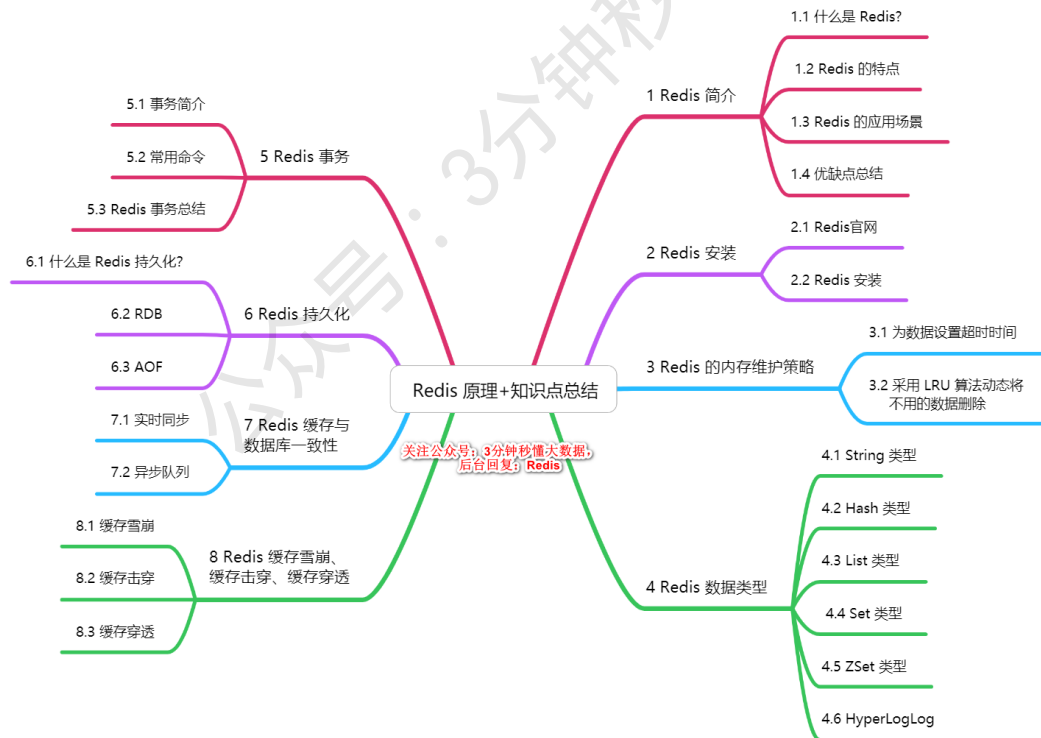 Redis 原理+知识点总结
关注公众号：3分钟秒懂大数据，
后台回复：Redis
1 Redis 简介
1.1 什么是 Redis?
1.2 Redis 的特点
1.3 Redis 的应用场景
1.4 优缺点总结
2 Redis 安装
2.1 Redis官网
2.2 Redis 安装
3 Redis 的内存维护策略
3.1 为数据设置超时时间
3.2 采用 LRU 算法动态将
不用的数据删除
4 Redis 数据类型
4.1 String 类型
4.2 Hash 类型
4.3 List 类型
4.4 Set 类型
4.5 ZSet 类型
4.6 HyperLogLog
5 Redis 事务
5.1 事务简介
5.2 常用命令
5.3 Redis 事务总结
6 Redis 持久化
6.1 什么是 Redis 持久化?
6.2 RDB
6.3 AOF
7 Redis 缓存与
数据库一致性
7.1 实时同步
7.2 异步队列
8 Redis 缓存雪崩、
缓存击穿、缓存穿透
8.1 缓存雪崩
8.2 缓存击穿
8.3 缓存穿透
公众号：3分钟秒